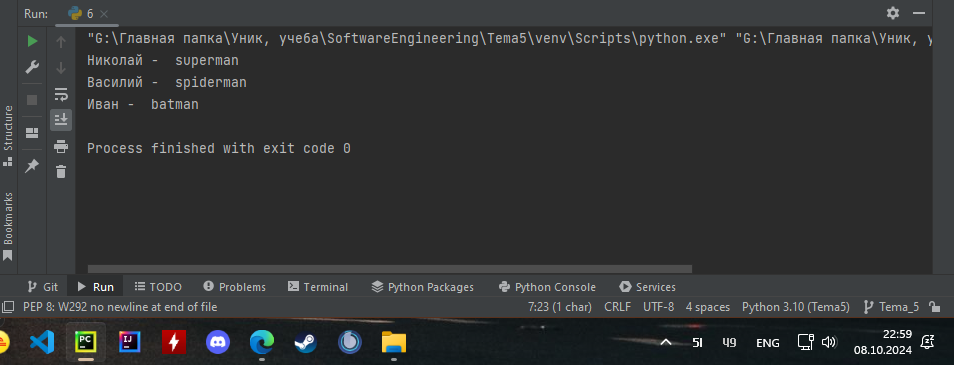 Run: 6
"G:\Главная папка\Уник, учеба\SoftwareEngineering\Tema5\venv\Scripts\python.exe" "G:\Главная папка\Уник, у
Николай -  superman
Василий -  spiderman
Иван -  batman
Process finished with exit code 0
Structure
Bookmarks
Git Run TODO Problems Terminal Python Packages Python Console Services
PEP 8: W292 no newline at end of file 7:23 (1 char) CRLF UTF-8 4 spaces Python 3.10 (Tema5) Tema_5
PC IJ ENG 22:59
08.10.2024